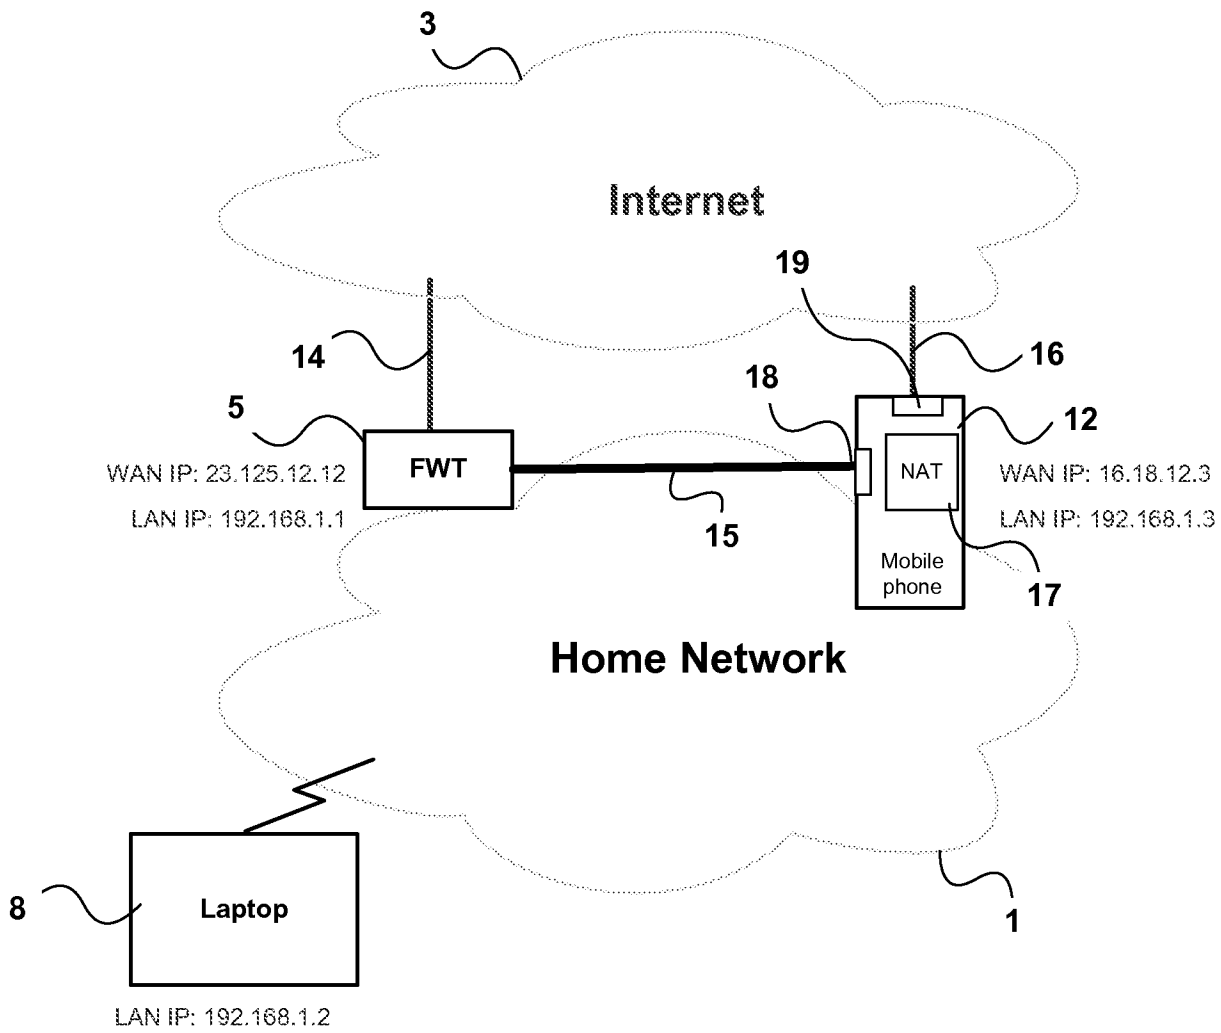 3
Internet
19
14
16
18
5
12
FWT
NAT
WAN IP: 23.125.12.12
WAN IP: 16.18.12.3
LAN IP: 192.168.1.1
LAN IP: 192.168.1.3
15
Mobile
phone
17
Home Network
8
Laptop
1
LAN IP: 192.168.1.2